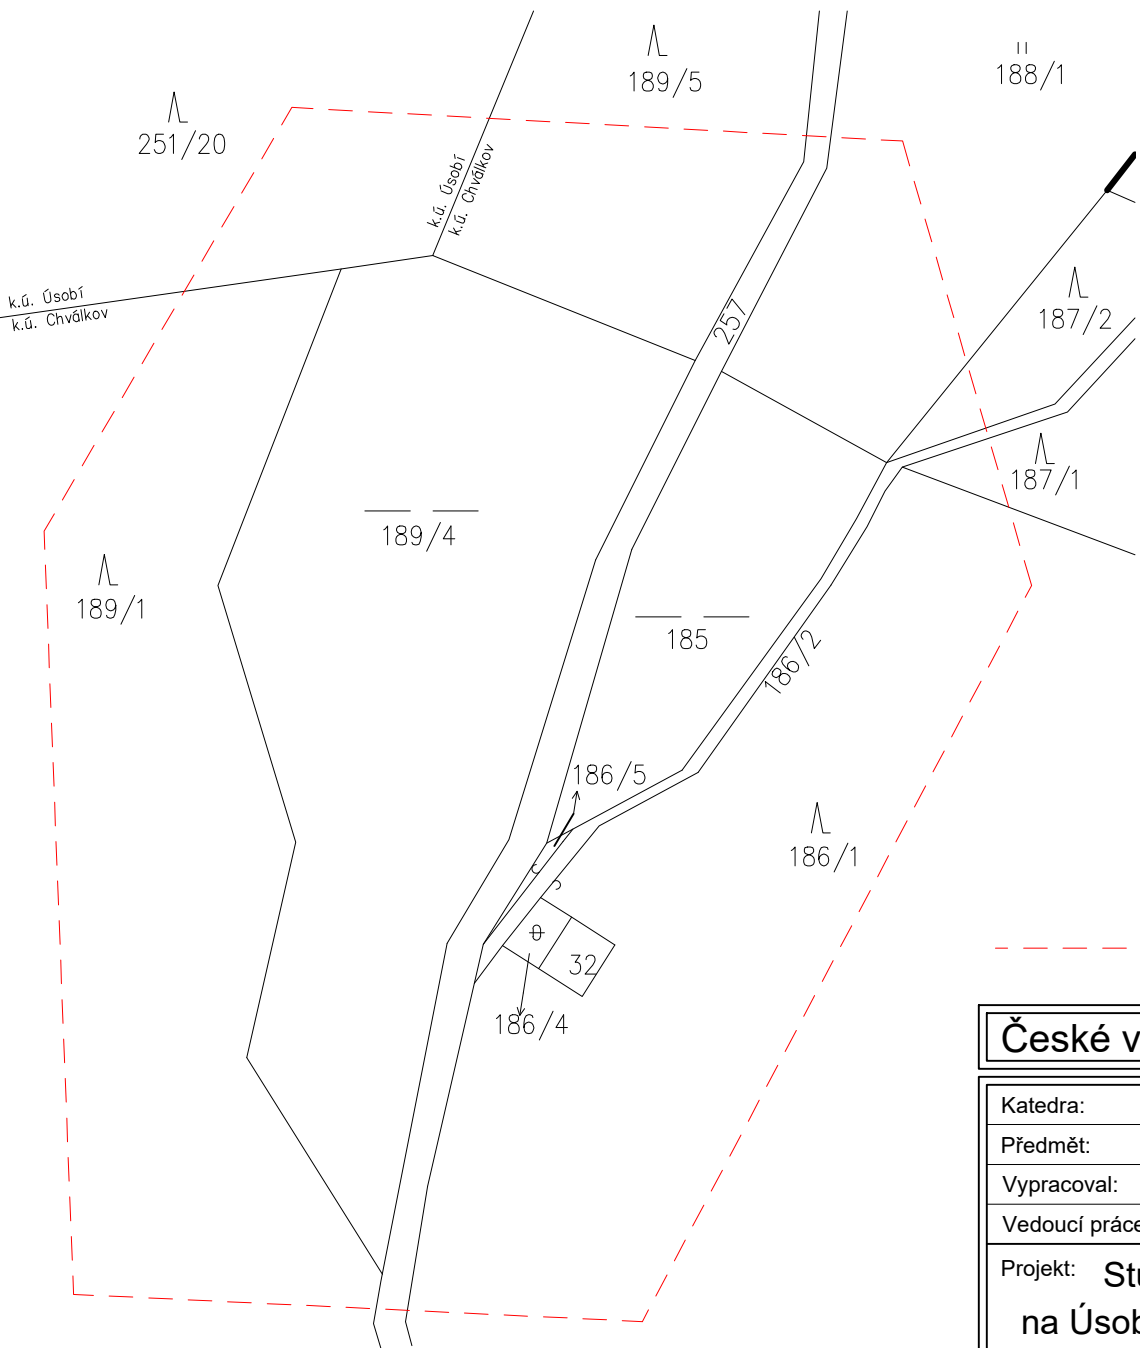 189/5
188/1
251/20
k.ú. Úsobí
k.ú. Chválkov
k.ú. Úsobí
k.ú. Chválkov
187/2
257
187/1
189/4
189/1
185
186/2
186/5
186/1
32
186/4
České v
Katedra:
Předmět:
Vypracoval:
Vedoucí práce
Projekt: Stu
na Úsob